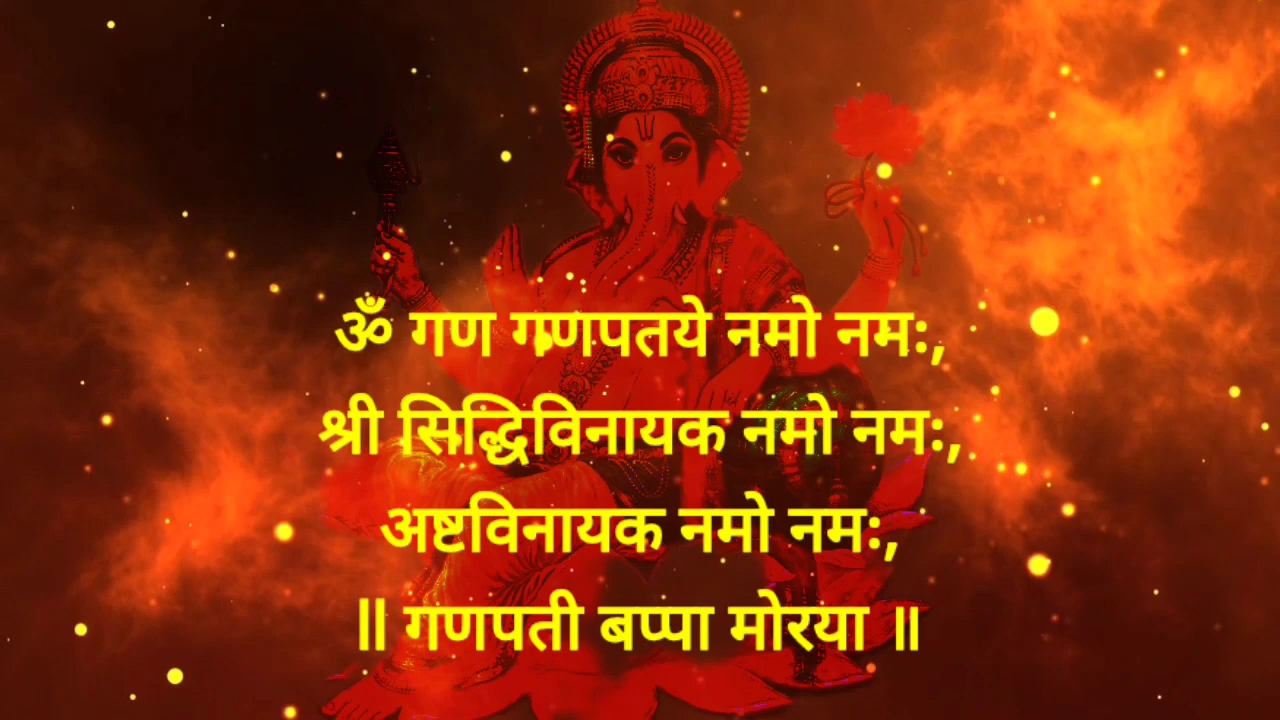 ॐ गण गणपतये नमो नमः,
श्री सिद्धिविनायक नमो नमः,
अष्टविनायक नमो नमः,
॥ गणपती बप्पा मोरया ॥